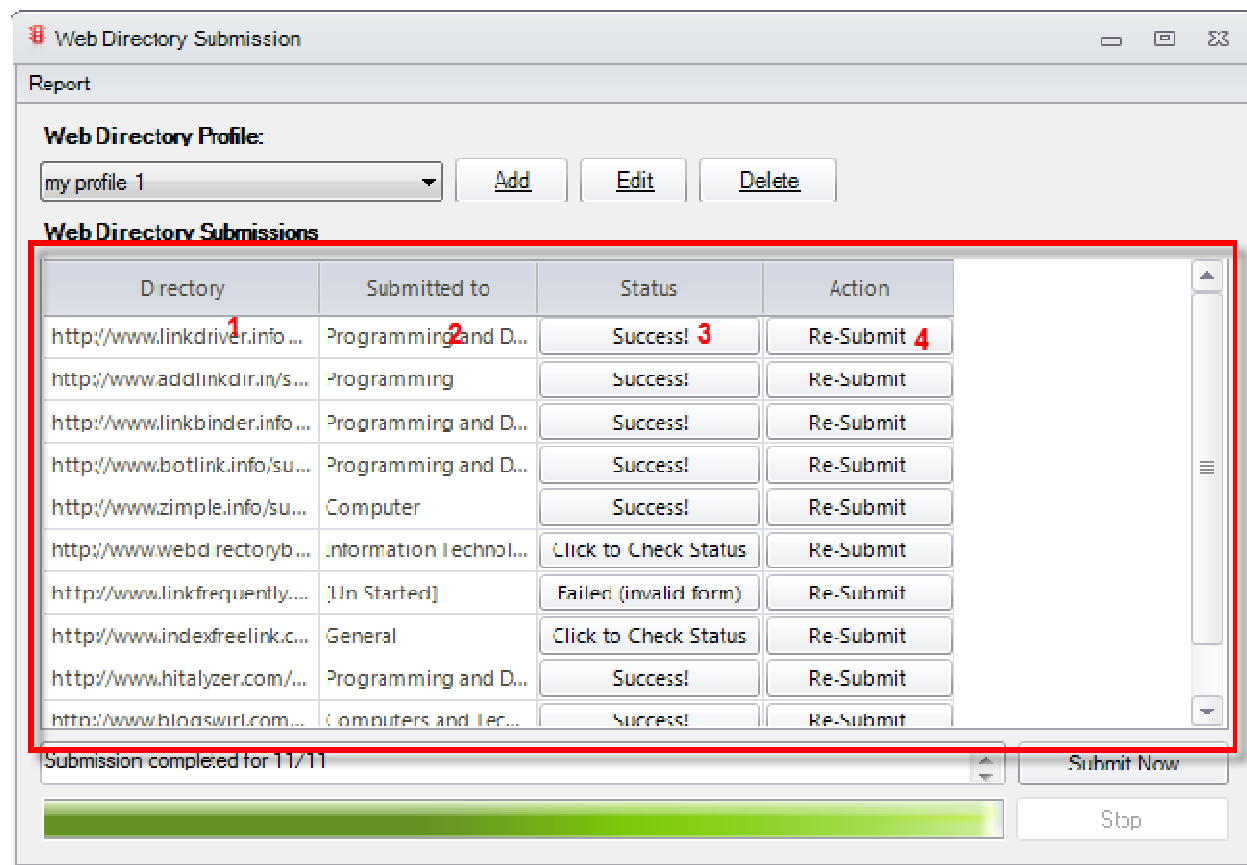 Web Directory Submission
Report
Web Directory Profile:
my profile 1 Add Edit Delete
Web Directory Submissions
Directory Submitted to Status Action
http://www.linkdriver.info... 1 Programming and D... 2 Success! 3 Re-Submit 4
http://www.addlinkdir.in/s... Programming Success! Re-Submit
http://www.linkbinder.info... Programming and D... Success! Re-Submit
http://www.botlink.info/su... Programming and D... Success! Re-Submit
http://www.zimple.info/su... Computer Success! Re-Submit
http://www.webdirectoryb... Information Technol... Click to Check Status Re-Submit
http://www.linkfrequently.... [Un Started] Failed (invalid form) Re-Submit
http://www.indexfreelink.c... General Click to Check Status Re-Submit
http://www.hitalyzer.com/... Programming and D... Success! Re-Submit
http://www.blogswirl.com... Computers and Tec... Success! Re-Submit
Submission completed for 11/11 Submit Now
Stop